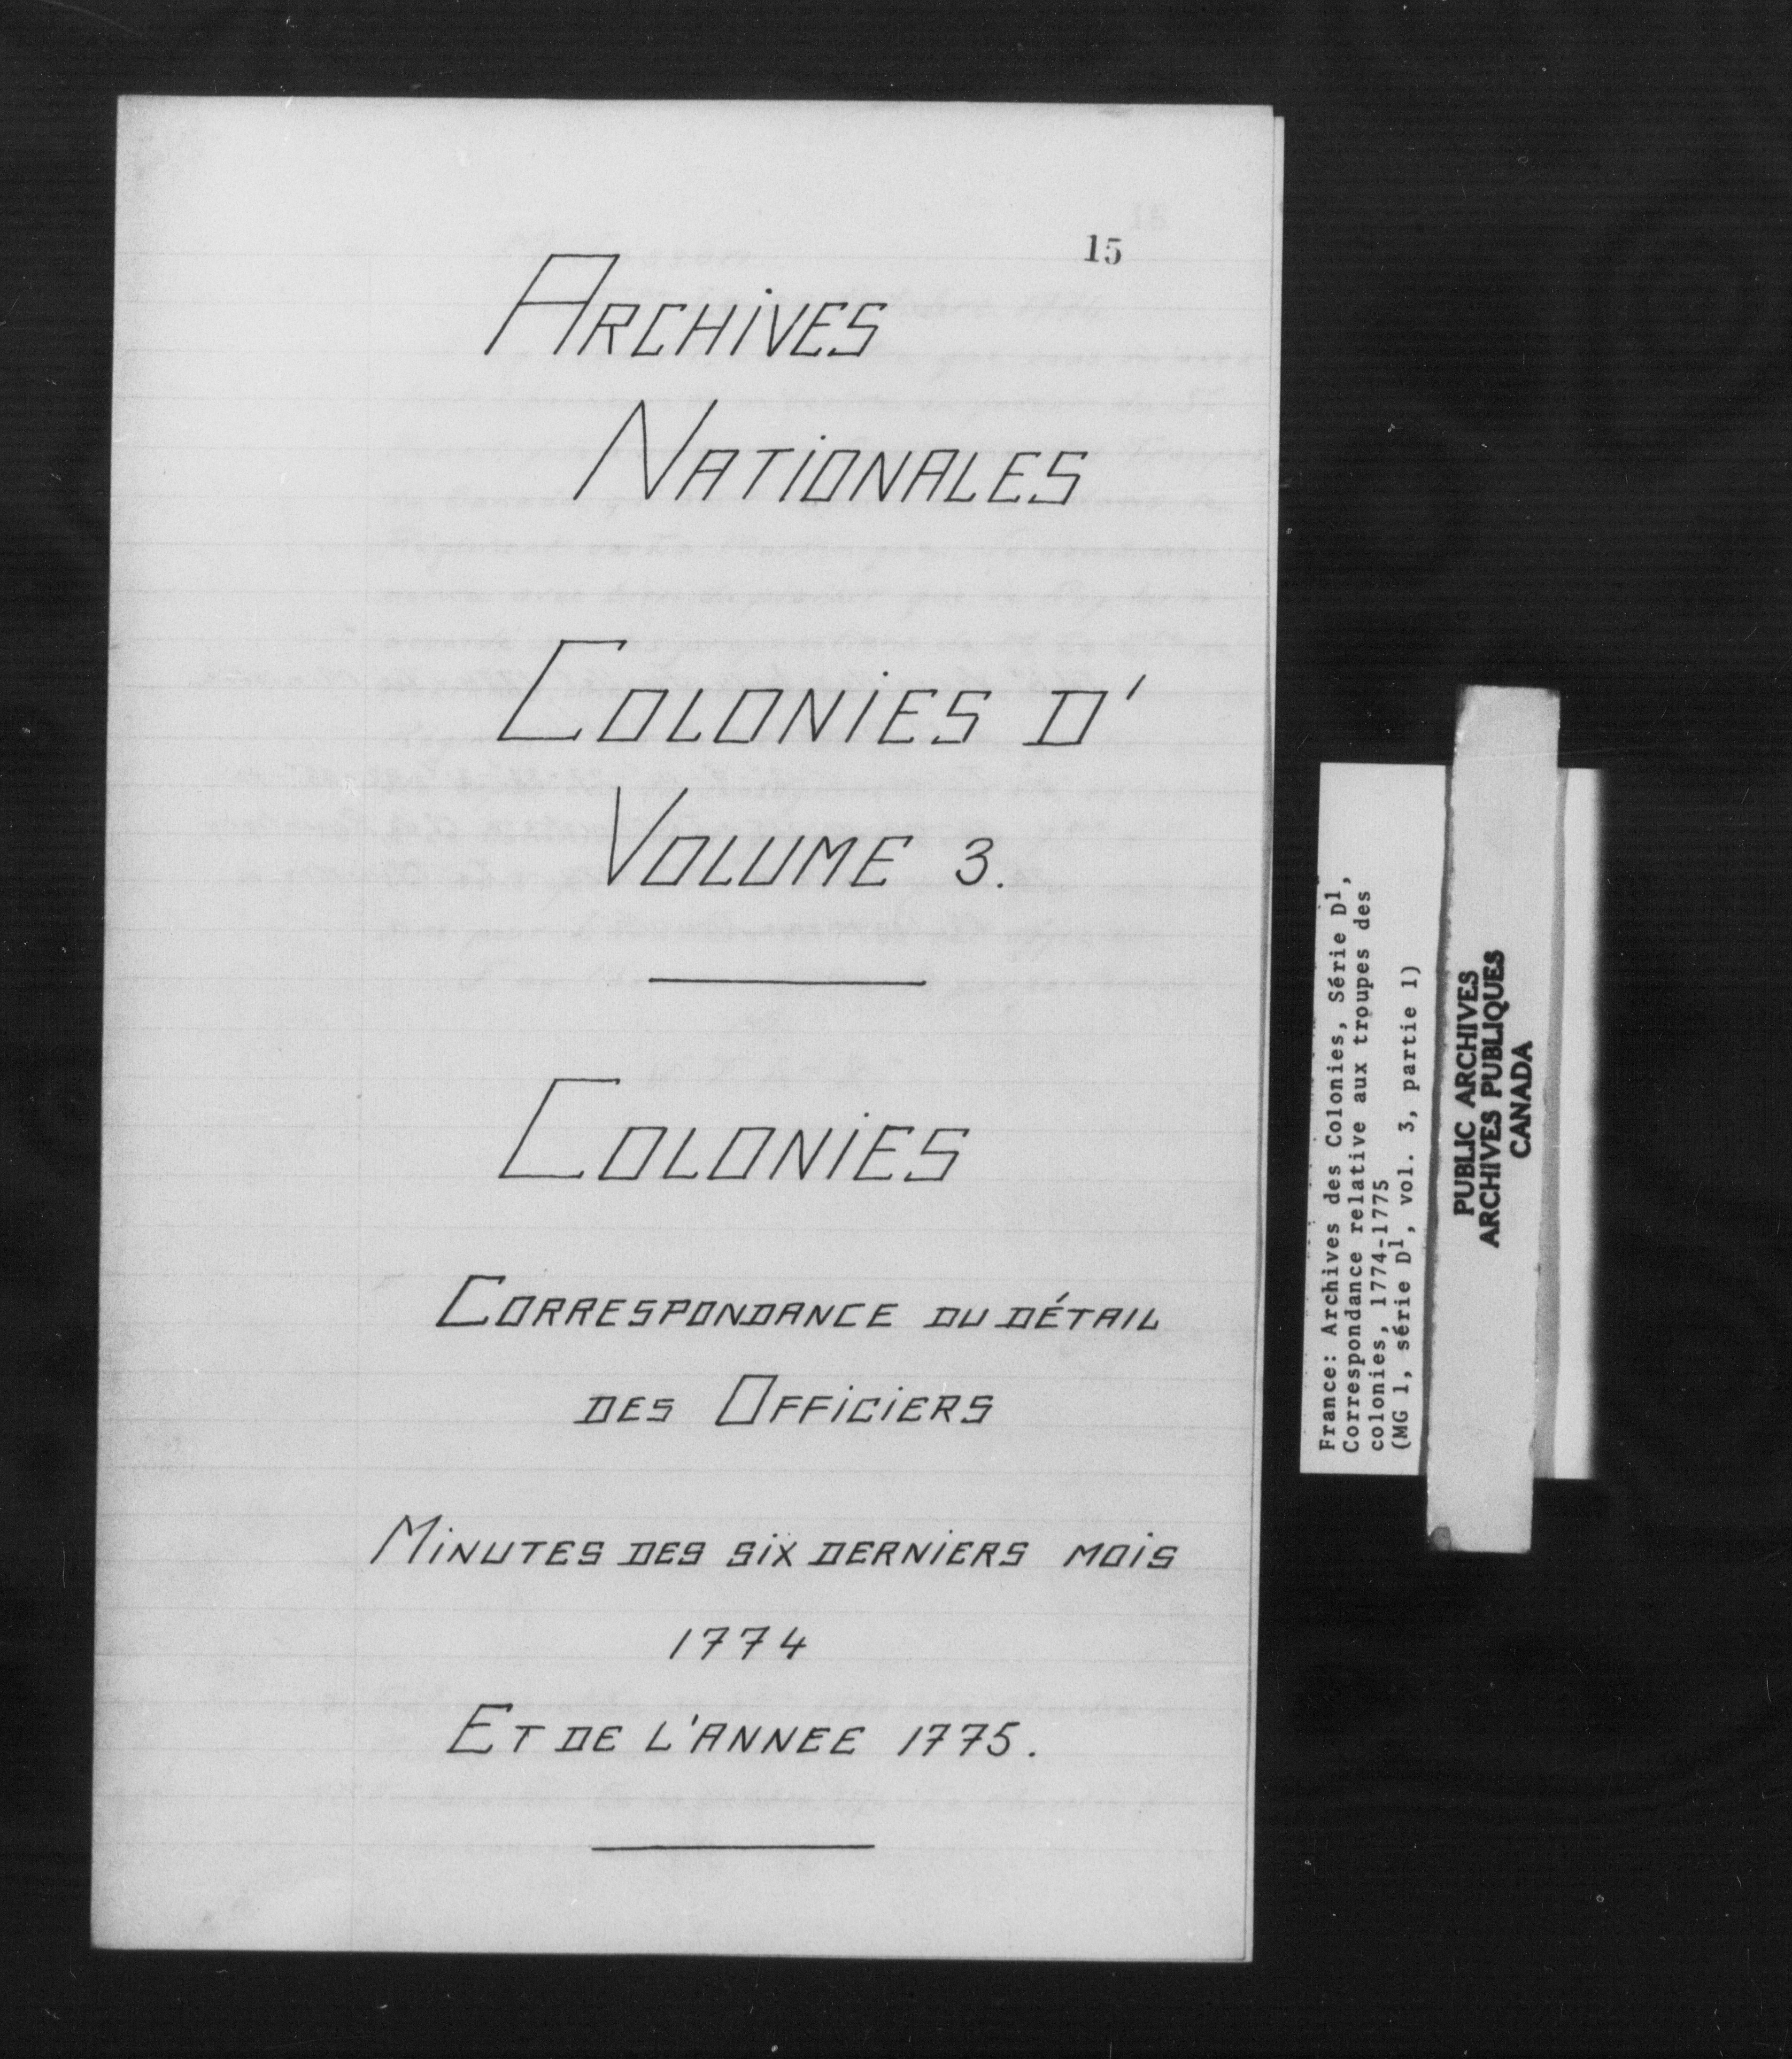 15
ARCHIVES
NATIONALES
COLONIES D'
VOLUME 3.
COLONIES
CORRESPONDANCE DU DÉTAIL
DES OFFICIERS
MINUTES DES SIX DERNIERS MOIS
1774
ET DE L'ANNEE 1775.
France: Archives des Colonies, Série D1,
Correspondance relative aux troupes des
colonies, 1774-1775
(MG 1, série D1, vol. 3, partie 1)
PUBLIC ARCHIVES
ARCHIVES PUBLIQUES
CANADA